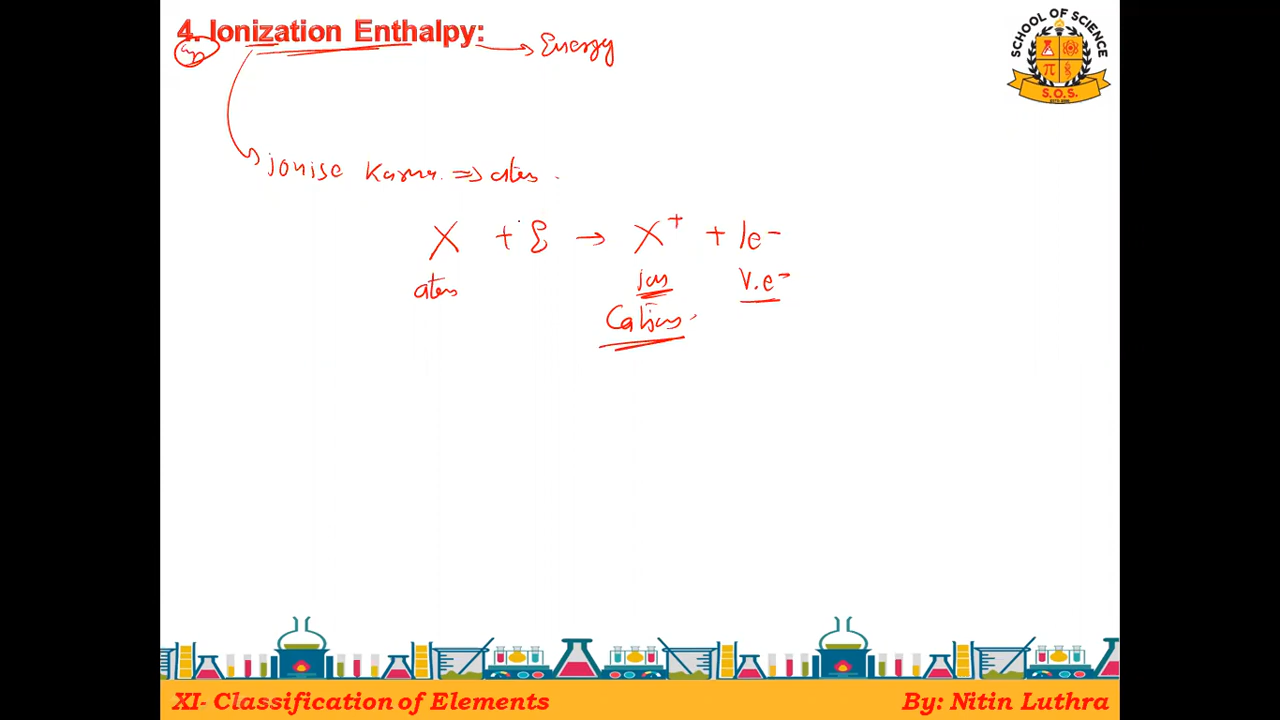 4. Ionization Enthalpy:
Energy
SCHOOL OF SCIENCE
π
S.O.S.
ionise Karna ⇒ atom
X + E → X⁺ + 1e⁻
atom ion V.e⁻
Cation
XI- Classification of Elements
By: Nitin Luthra